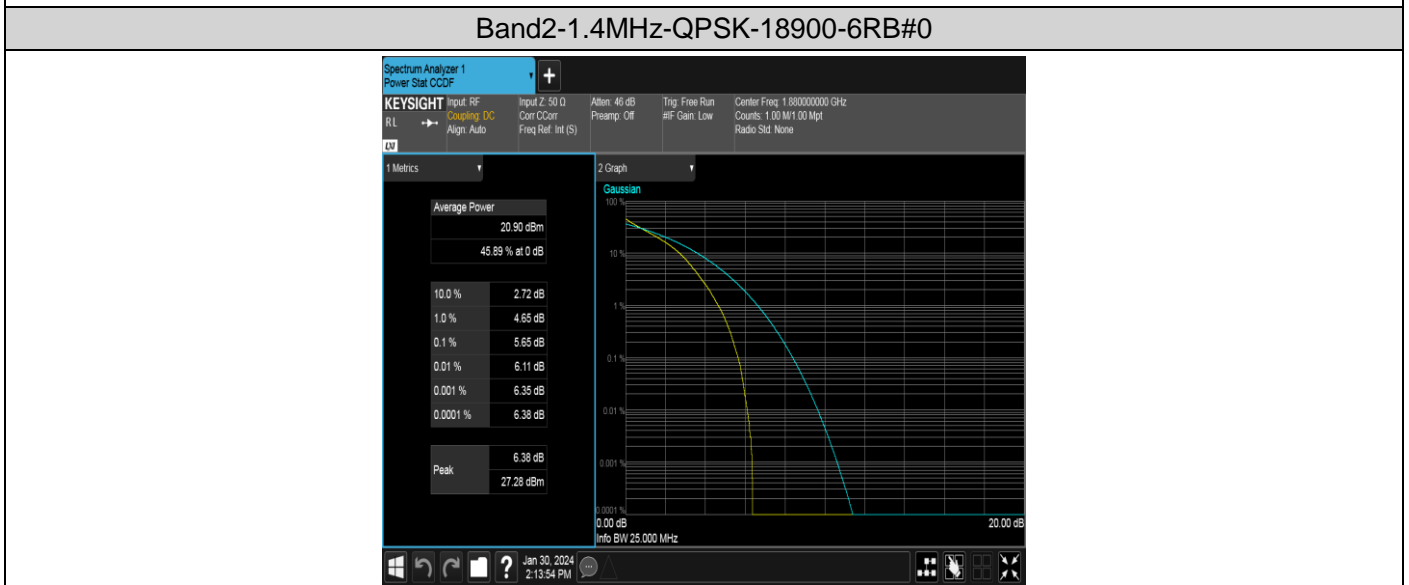 Band2-1.4MHz-QPSK-18900-6RB#0
Spectrum Analyzer 1
Power Stat CCDF
+
KEYSIGHT
R L
LXI
Input: RF
Coupling: DC
Align: Auto
Input Z: 50 Ω
Corr CCorr
Freq Ref: Int (S)
Atten: 46 dB
Preamp: Off
Trig: Free Run
#IF Gain: Low
Center Freq: 1.880000000 GHz
Counts: 1.00 M/1.00 Mpt
Radio Std: None
1 Metrics
Average Power
20.90 dBm
45.89 % at 0 dB
10.0 % 2.72 dB
1.0 % 4.65 dB
0.1 % 5.65 dB
0.01 % 6.11 dB
0.001 % 6.35 dB
0.0001 % 6.38 dB
Peak
6.38 dB
27.28 dBm
2 Graph
Gaussian
100 %
10 %
1 %
0.1 %
0.01 %
0.001 %
0.0001 %
0.00 dB 20.00 dB
Info BW 25.000 MHz
?
Jan 30, 2024
2:13:54 PM